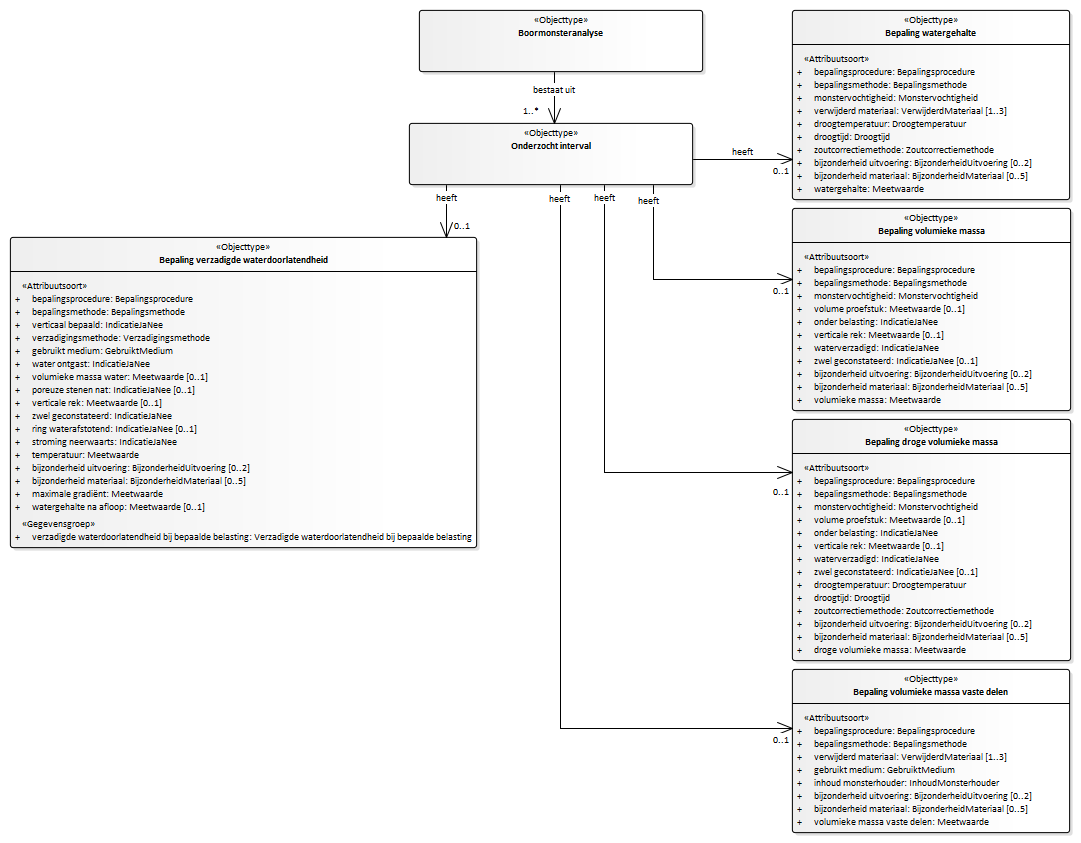 «Objecttype»
Boormonsteranalyse
bestaat uit
1..*
«Objecttype»
Onderzocht interval
heeft
0..1
heeft
0..1
heeft
0..1
heeft
0..1
heeft
0..1
«Objecttype»
Bepaling verzadigde waterdoorlatendheid
«Attribuutsoort»
+ bepalingsprocedure: Bepalingsprocedure
+ bepalingsmethode: Bepalingsmethode
+ verticaal bepaald: IndicatieJaNee
+ verzadigingsmethode: Verzadigingsmethode
+ gebruikt medium: GebruiktMedium
+ water ontgast: IndicatieJaNee
+ volumieke massa water: Meetwaarde [0..1]
+ poreuze stenen nat: IndicatieJaNee [0..1]
+ verticale rek: Meetwaarde [0..1]
+ zwel geconstateerd: IndicatieJaNee
+ ring waterafstotend: IndicatieJaNee [0..1]
+ stroming neerwaarts: IndicatieJaNee
+ temperatuur: Meetwaarde
+ bijzonderheid uitvoering: BijzonderheidUitvoering [0..2]
+ bijzonderheid materiaal: BijzonderheidMateriaal [0..5]
+ maximale gradiënt: Meetwaarde
+ watergehalte na afloop: Meetwaarde [0..1]
«Gegevensgroep»
+ verzadigde waterdoorlatendheid bij bepaalde belasting: Verzadigde waterdoorlatendheid bij bepaalde belasting
«Objecttype»
Bepaling watergehalte
«Attribuutsoort»
+ bepalingsprocedure: Bepalingsprocedure
+ bepalingsmethode: Bepalingsmethode
+ monstervochtigheid: Monstervochtigheid
+ verwijderd materiaal: VerwijderdMateriaal [1..3]
+ droogtemperatuur: Droogtemperatuur
+ droogtijd: Droogtijd
+ zoutcorrectiemethode: Zoutcorrectiemethode
+ bijzonderheid uitvoering: BijzonderheidUitvoering [0..2]
+ bijzonderheid materiaal: BijzonderheidMateriaal [0..5]
+ watergehalte: Meetwaarde
«Objecttype»
Bepaling volumieke massa
«Attribuutsoort»
+ bepalingsprocedure: Bepalingsprocedure
+ bepalingsmethode: Bepalingsmethode
+ monstervochtigheid: Monstervochtigheid
+ volume proefstuk: Meetwaarde [0..1]
+ onder belasting: IndicatieJaNee
+ verticale rek: Meetwaarde [0..1]
+ waterverzadigd: IndicatieJaNee
+ zwel geconstateerd: IndicatieJaNee [0..1]
+ bijzonderheid uitvoering: BijzonderheidUitvoering [0..2]
+ bijzonderheid materiaal: BijzonderheidMateriaal [0..5]
+ volumieke massa: Meetwaarde
«Objecttype»
Bepaling droge volumieke massa
«Attribuutsoort»
+ bepalingsprocedure: Bepalingsprocedure
+ bepalingsmethode: Bepalingsmethode
+ monstervochtigheid: Monstervochtigheid
+ volume proefstuk: Meetwaarde [0..1]
+ onder belasting: IndicatieJaNee
+ verticale rek: Meetwaarde [0..1]
+ waterverzadigd: IndicatieJaNee
+ zwel geconstateerd: IndicatieJaNee [0..1]
+ droogtemperatuur: Droogtemperatuur
+ droogtijd: Droogtijd
+ zoutcorrectiemethode: Zoutcorrectiemethode
+ bijzonderheid uitvoering: BijzonderheidUitvoering [0..2]
+ bijzonderheid materiaal: BijzonderheidMateriaal [0..5]
+ droge volumieke massa: Meetwaarde
«Objecttype»
Bepaling volumieke massa vaste delen
«Attribuutsoort»
+ bepalingsprocedure: Bepalingsprocedure
+ bepalingsmethode: Bepalingsmethode
+ verwijderd materiaal: VerwijderdMateriaal [1..3]
+ gebruikt medium: GebruiktMedium
+ inhoud monsterhouder: InhoudMonsterhouder
+ bijzonderheid uitvoering: BijzonderheidUitvoering [0..2]
+ bijzonderheid materiaal: BijzonderheidMateriaal [0..5]
+ volumieke massa vaste delen: Meetwaarde